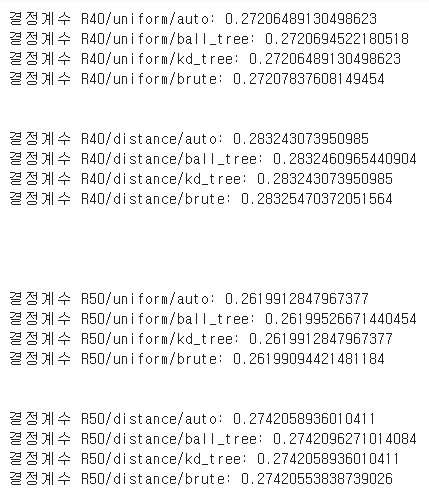 결정계수 R40/uniform/auto: 0.27206489130498623
결정계수 R40/uniform/ball_tree: 0.2720694522180518
결정계수 R40/uniform/kd_tree: 0.27206489130498623
결정계수 R40/uniform/brute: 0.27207837608149454
결정계수 R40/distance/auto: 0.283243073950985
결정계수 R40/distance/ball_tree: 0.2832460965440904
결정계수 R40/distance/kd_tree: 0.283243073950985
결정계수 R40/distance/brute: 0.28325470372051564
결정계수 R50/uniform/auto: 0.2619912847967377
결정계수 R50/uniform/ball_tree: 0.26199526671440454
결정계수 R50/uniform/kd_tree: 0.2619912847967377
결정계수 R50/uniform/brute: 0.26199094421481184
결정계수 R50/distance/auto: 0.2742058936010411
결정계수 R50/distance/ball_tree: 0.2742096271014084
결정계수 R50/distance/kd_tree: 0.2742058936010411
결정계수 R50/distance/brute: 0.27420553838739026